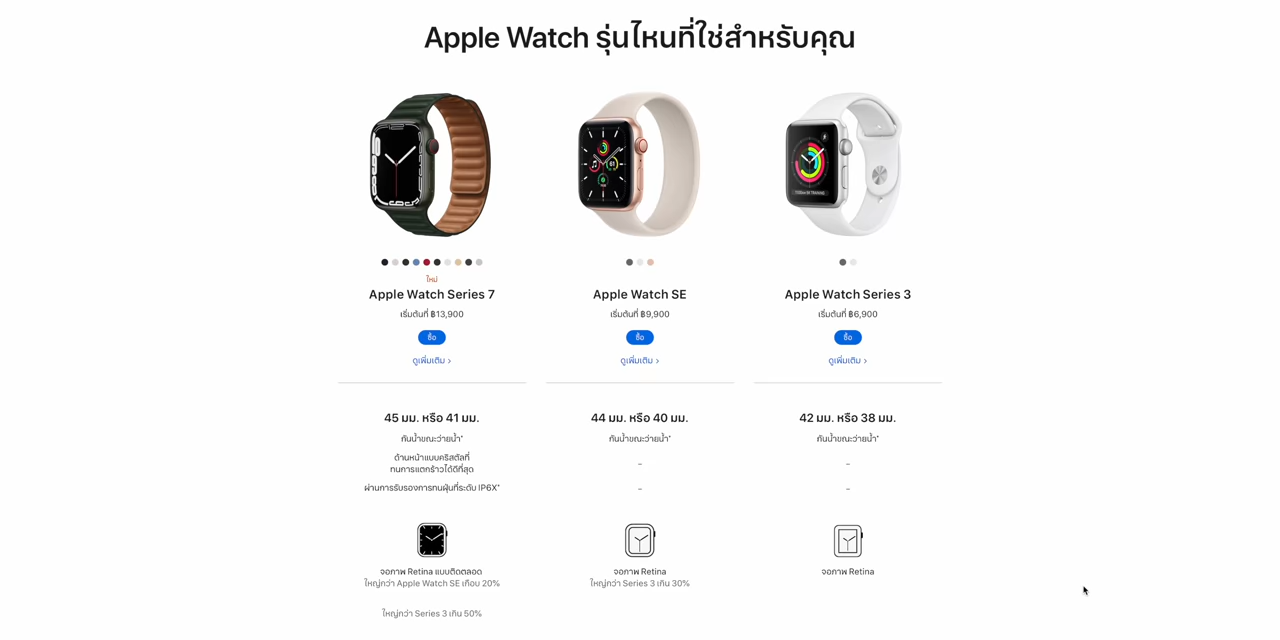 Apple Watch รุ่นไหนที่ใช่สำหรับคุณ
ใหม่
Apple Watch Series 7
เริ่มต้นที่ ฿13,900
ซื้อ
ดูเพิ่มเติม >
Apple Watch SE
เริ่มต้นที่ ฿9,900
ซื้อ
ดูเพิ่มเติม >
Apple Watch Series 3
เริ่มต้นที่ ฿6,900
ซื้อ
ดูเพิ่มเติม >
45 มม. หรือ 41 มม.
กันน้ำขณะว่ายน้ำ*
ด้านหน้าแบบคริสตัลที่
ทนการแตกร้าวได้ดีที่สุด
ผ่านการรับรองการทนฝุ่นที่ระดับ IP6X*
จอภาพ Retina แบบติดตลอด
ใหญ่กว่า Apple Watch SE เกือบ 20%
ใหญ่กว่า Series 3 เกิน 50%
44 มม. หรือ 40 มม.
กันน้ำขณะว่ายน้ำ*
–
–
จอภาพ Retina
ใหญ่กว่า Series 3 เกิน 30%
42 มม. หรือ 38 มม.
กันน้ำขณะว่ายน้ำ*
–
–
จอภาพ Retina